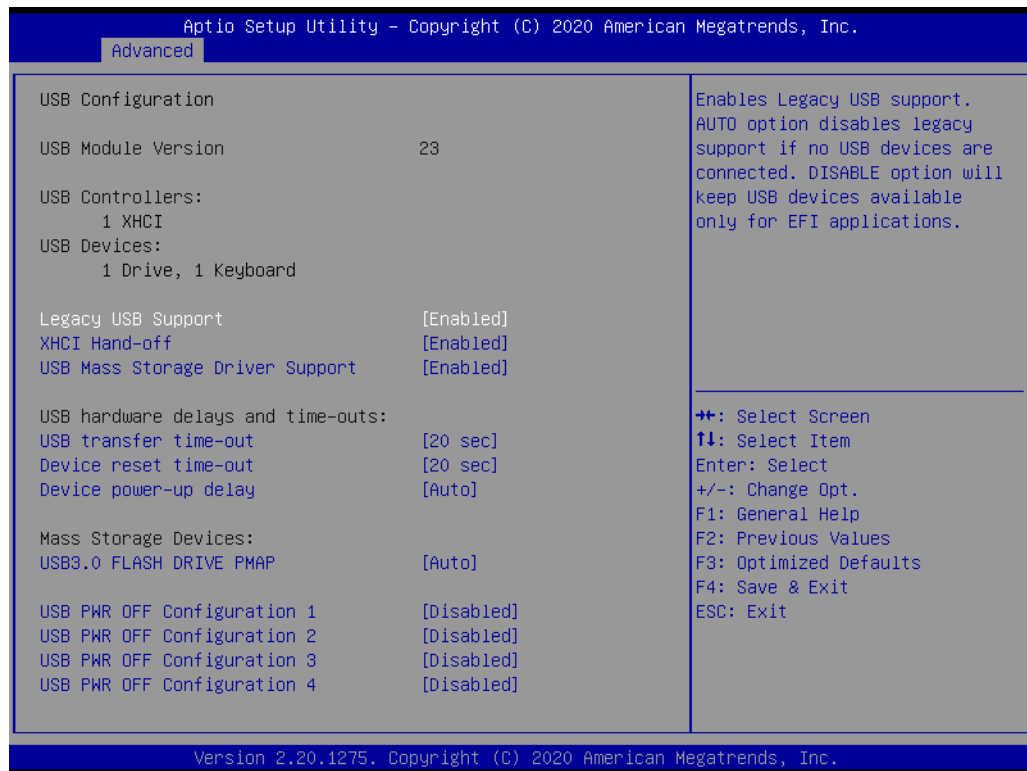 Aptio Setup Utility – Copyright (C) 2020 American Megatrends, Inc.
Advanced
USB Configuration
USB Module Version 23
USB Controllers:
1 XHCI
USB Devices:
1 Drive, 1 Keyboard
Legacy USB Support [Enabled]
XHCI Hand-off [Enabled]
USB Mass Storage Driver Support [Enabled]
USB hardware delays and time-outs:
USB transfer time-out [20 sec]
Device reset time-out [20 sec]
Device power-up delay [Auto]
Mass Storage Devices:
USB3.0 FLASH DRIVE PMAP [Auto]
USB PWR OFF Configuration 1 [Disabled]
USB PWR OFF Configuration 2 [Disabled]
USB PWR OFF Configuration 3 [Disabled]
USB PWR OFF Configuration 4 [Disabled]
Enables Legacy USB support.
AUTO option disables legacy
support if no USB devices are
connected. DISABLE option will
keep USB devices available
only for EFI applications.
→←: Select Screen
↑↓: Select Item
Enter: Select
+/-: Change Opt.
F1: General Help
F2: Previous Values
F3: Optimized Defaults
F4: Save & Exit
ESC: Exit
Version 2.20.1275. Copyright (C) 2020 American Megatrends, Inc.